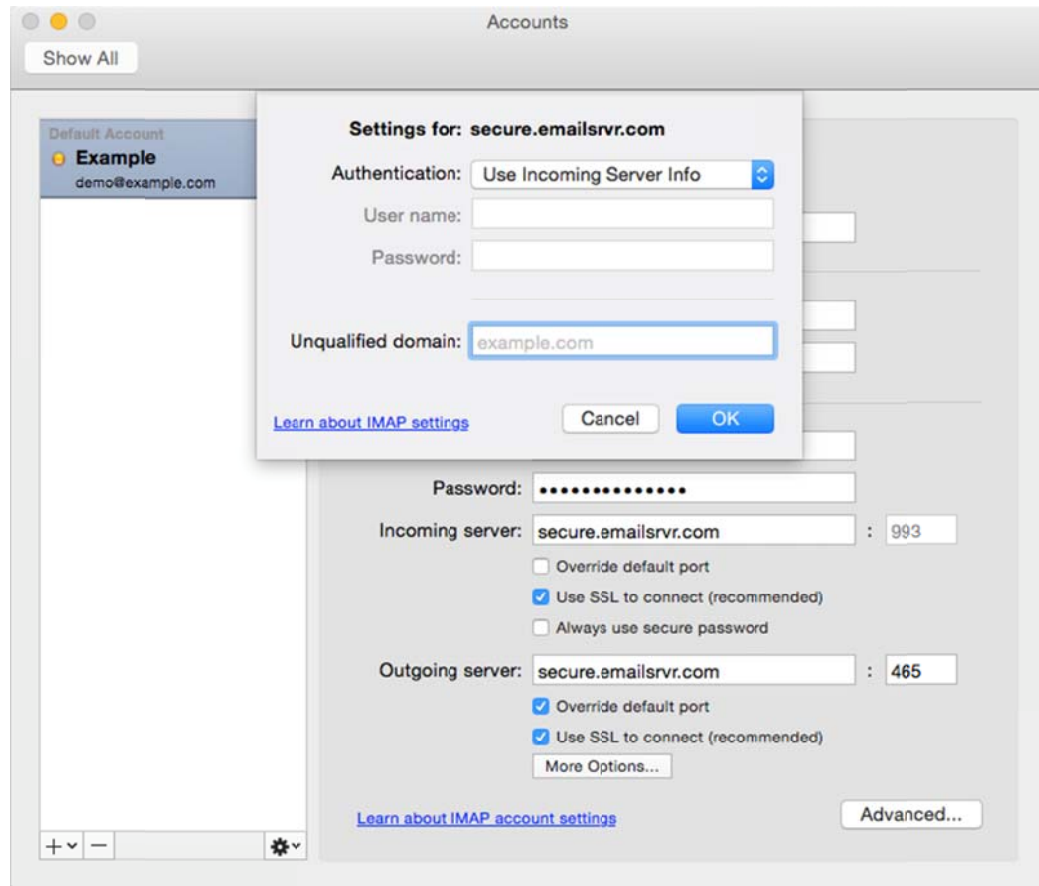 Accounts
Show All
Default Account
Example
demo@example.com
Settings for: secure.emailsrvr.com
Authentication: Use Incoming Server Info
User name:
Password:
Unqualified domain: example.com
Learn about IMAP settings Cancel OK
Password: ••••••••••••••
Incoming server: secure.emailsrvr.com : 993
Override default port
Use SSL to connect (recommended)
Always use secure password
Outgoing server: secure.emailsrvr.com : 465
Override default port
Use SSL to connect (recommended)
More Options...
Learn about IMAP account settings Advanced...